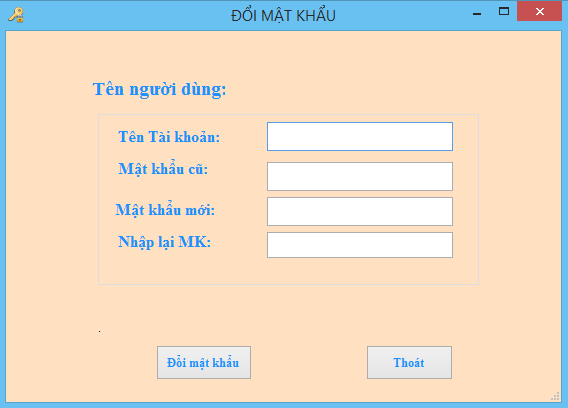 ĐỔI MẬT KHẨU
Tên người dùng:
Tên Tài khoản:
Mật khẩu cũ:
Mật khẩu mới:
Nhập lại MK:
.
Đổi mật khẩu
Thoát